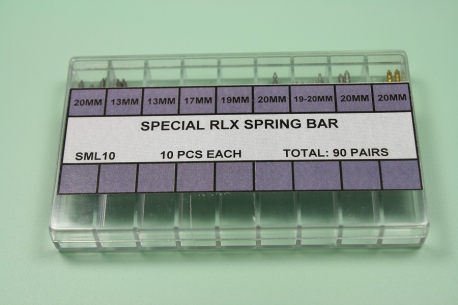 20MM 13MM 13MM 17MM 19MM 20MM 19-20MM 20MM 20MM
SPECIAL RLX SPRING BAR
SML10 10 PCS EACH TOTAL: 90 PAIRS